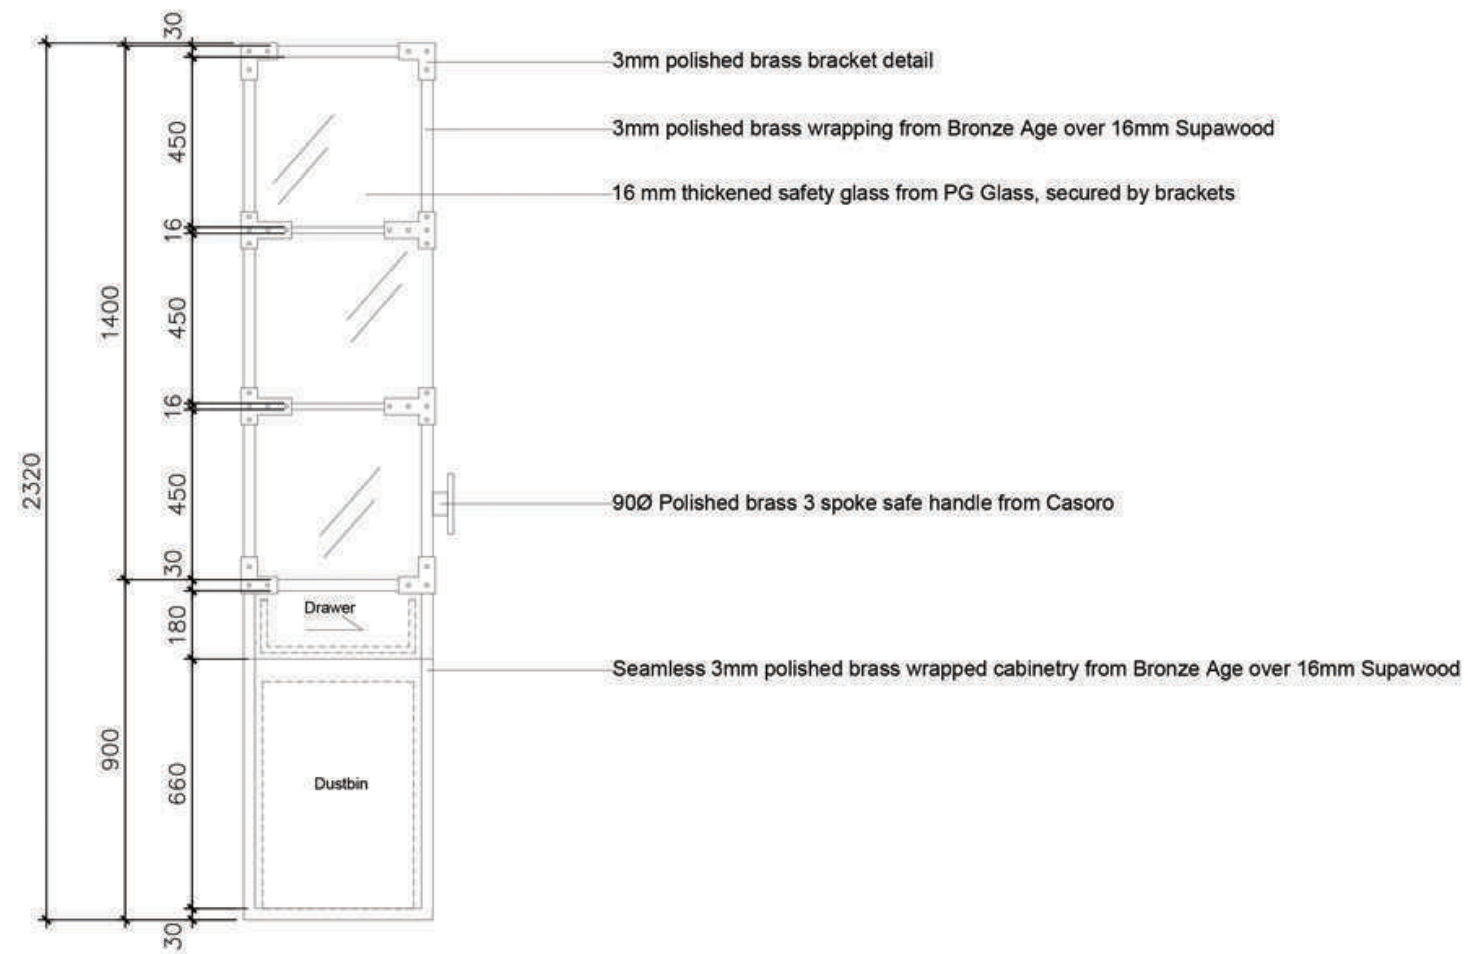 30
3mm polished brass bracket detail
450
3mm polished brass wrapping from Bronze Age over 16mm Supawood
16 mm thickened safety glass from PG Glass, secured by brackets
16
1400
450
16
2320
450
90Ø Polished brass 3 spoke safe handle from Casoro
30
180
Drawer
Seamless 3mm polished brass wrapped cabinetry from Bronze Age over 16mm Supawood
900
660
Dustbin
30